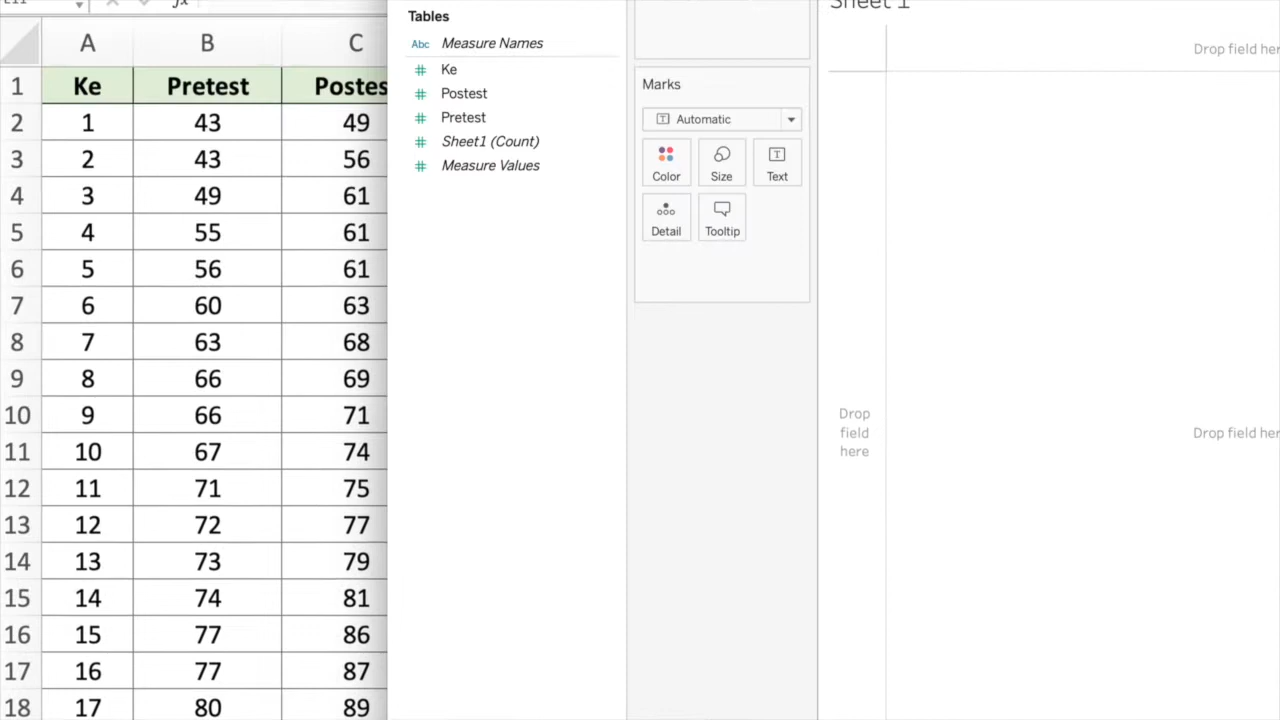 fx
A B C
1 Ke Pretest Postes
2 1 43 49
3 2 43 56
4 3 49 61
5 4 55 61
6 5 56 61
7 6 60 63
8 7 63 68
9 8 66 69
10 9 66 71
11 10 67 74
12 11 71 75
13 12 72 77
14 13 73 79
15 14 74 81
16 15 77 86
17 16 77 87
18 17 80 89
Tables
Abc Measure Names
# Ke
# Postest
# Pretest
# Sheet1 (Count)
# Measure Values
Marks
T Automatic
Color Size T Text
Detail Tooltip
Sheet 1
Drop field her
Drop
field
here
Drop field her